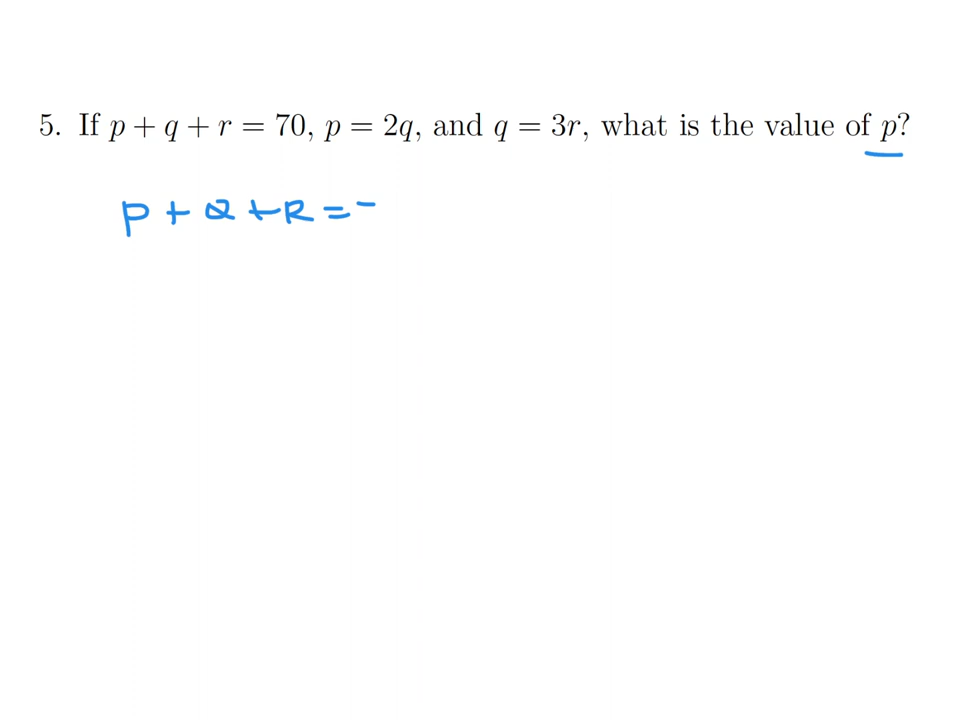 5. If p + q + r = 70, p = 2q, and q = 3r, what is the value of p?
P + Q + R =